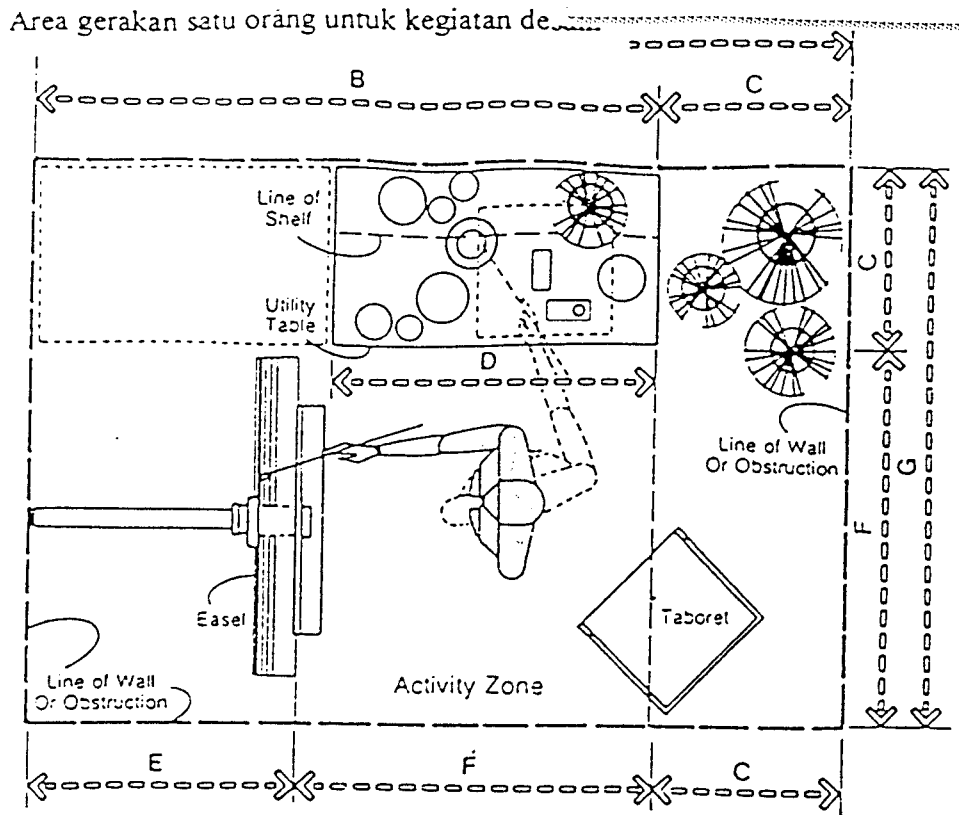 Area gerakan satu orang untuk kegiatan
B
C
Line of
Shelf
Utility
Table
D
C
G
F
Line of Wall
Or Obstruction
Easel
Taboret
Line of Wall
Or Obstruction
Activity Zone
E
F
C